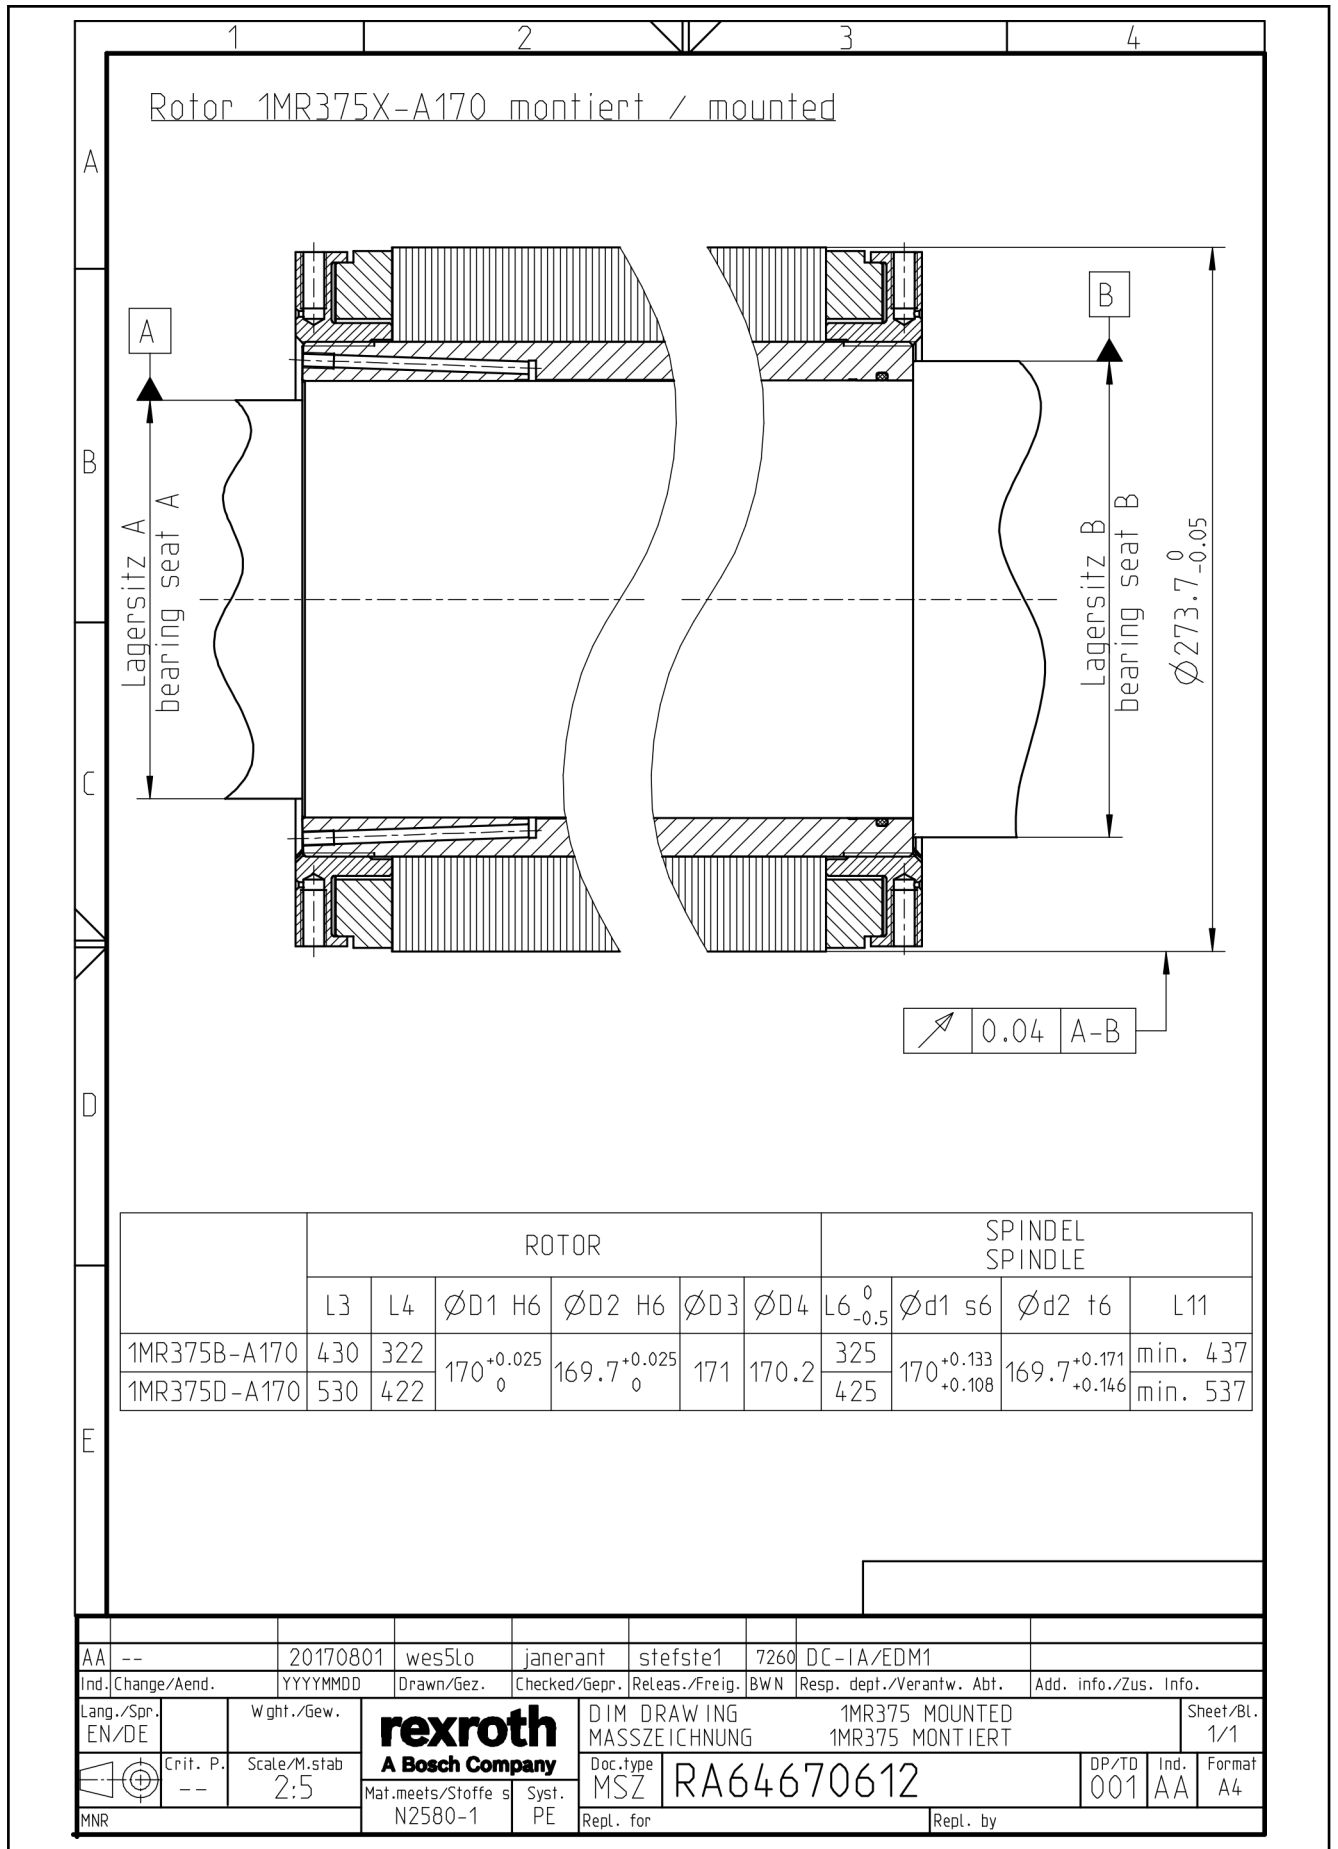 1 2 3 4
Rotor 1MR375X-A170 montiert / mounted
A
B
C
D
E
A
B
Lagersitz A
bearing seat A
Lagersitz B
bearing seat B
Ø273.7 0 -0.05
0.04 A-B
ROTOR
SPINDEL
SPINDLE
L3 L4 ØD1 H6 ØD2 H6 ØD3 ØD4 L6 0 -0.5 Ød1 s6 Ød2 t6 L11
1MR375B-A170 430 322 170 +0.025 0 169.7 +0.025 0 171 170.2 325 170 +0.133 +0.108 169.7 +0.171 +0.146 min. 437
1MR375D-A170 530 422 425 min. 537
AA -- 20170801 wes5lo janerant stefste1 7260 DC-IA/EDM1
Ind. Change/Aend. YYYYMMDD Drawn/Gez. Checked/Gepr. Releas./Freig. BWN Resp. dept./Verantw. Abt. Add. info./Zus. Info.
Lang./Spr.
EN/DE
Wght./Gew.
rexroth
A Bosch Company
DIM DRAWING 1MR375 MOUNTED
MASSZEICHNUNG 1MR375 MONTIERT
Sheet/Bl.
1/1
Crit. P.
--
Scale/M.stab
2:5
Mat.meets/Stoffe s
N2580-1
Syst.
PE
Doc.type
MSZ
RA64670612
DP/TD
001
Ind.
AA
Format
A4
MNR
Repl. for
Repl. by